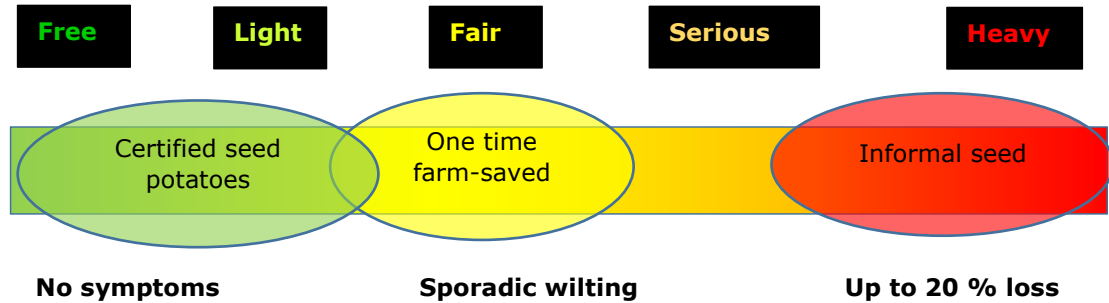 Free Light Fair Serious Heavy
Certified seed
potatoes
One time
farm-saved
Informal seed
No symptoms Sporadic wilting Up to 20 % loss